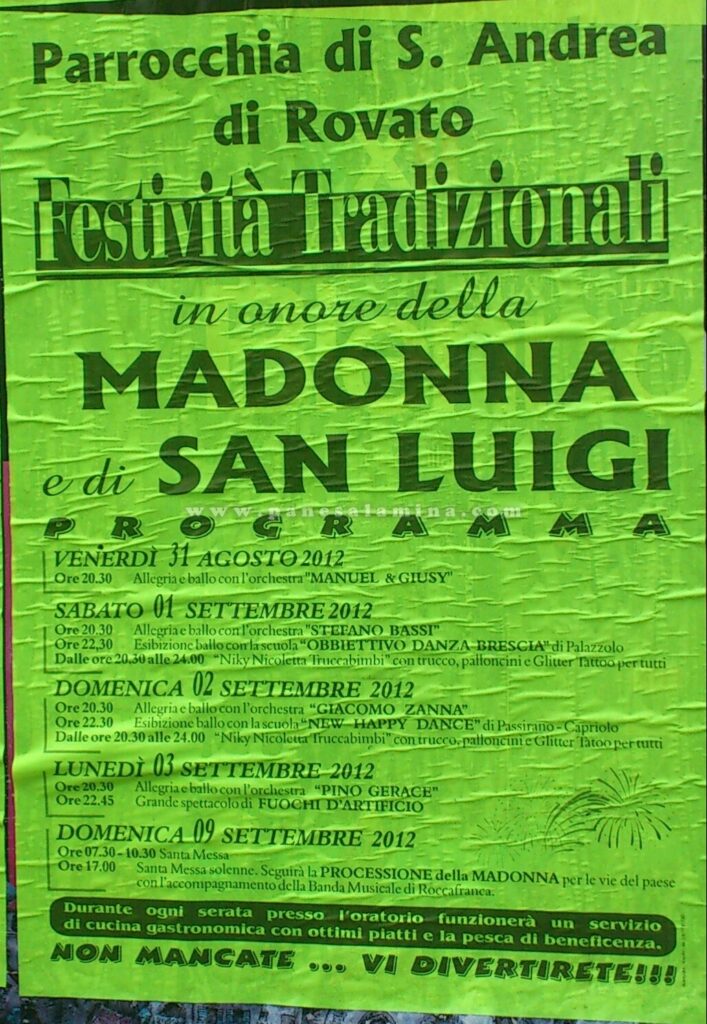 Parrocchia di S. Andrea
di Rovato
Festività Tradizionali
in onore della
MADONNA
e di SAN LUIGI
www.nanesalamina.com
PROGRAMMA
VENERDÌ 31 AGOSTO 2012
Ore 20.30 Allegria e ballo con l'orchestra "MANUEL & GIUSY"
SABATO 01 SETTEMBRE 2012
Ore 20.30 Allegria e ballo con l'orchestra "STEFANO BASSI"
Ore 22,30 Esibizione ballo con la scuola "OBBIETTIVO DANZA BRESCIA" di Palazzolo
Dalle ore 20.30 alle 24.00 "Niky Nicoletta Truccabimbi" con trucco, palloncini e Glitter Tattoo per tutti
DOMENICA 02 SETTEMBRE 2012
Ore 20.30 Allegria e ballo con l'orchestra "GIACOMO ZANNA"
Ore 22.30 Esibizione ballo con la scuola "NEW HAPPY DANCE" di Passirano - Capriolo
Dalle ore 20.30 alle 24.00 "Niky Nicoletta Truccabimbi" con trucco, palloncini e Glitter Tatoo per tutti
LUNEDÌ 03 SETTEMBRE 2012
Ore 20.30 Allegria e ballo con l'orchestra "PINO GERACE"
Ore 22.45 Grande spettacolo di FUOCHI D'ARTIFICIO
DOMENICA 09 SETTEMBRE 2012
Ore 07.30 - 10.30 Santa Messa
Ore 17.00 Santa Messa solenne. Seguirà la PROCESSIONE della MADONNA per le vie del paese
con l'accompagnamento della Banda Musicale di Roccafranca.
Durante ogni serata presso l'oratorio funzionerà un servizio
di cucina gastronomica con ottimi piatti e la pesca di beneficenza.
NON MANCATE ... VI DIVERTIRETE!!!